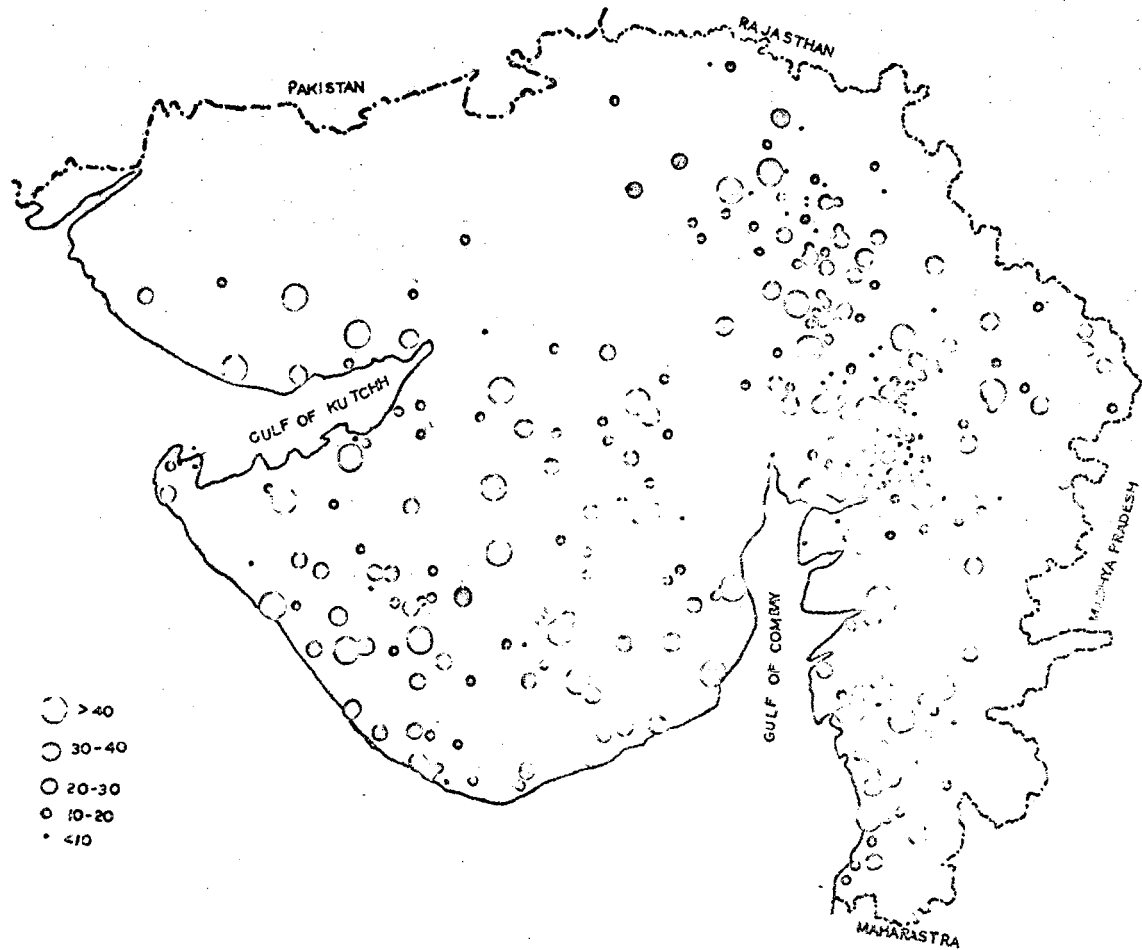 RAJASTHAN
PAKISTAN
GULF OF KUTCHH
MADHYA PRADESH
GULF OF COMBAY
>40
30-40
20-30
10-20
<10
MAHARASTRA